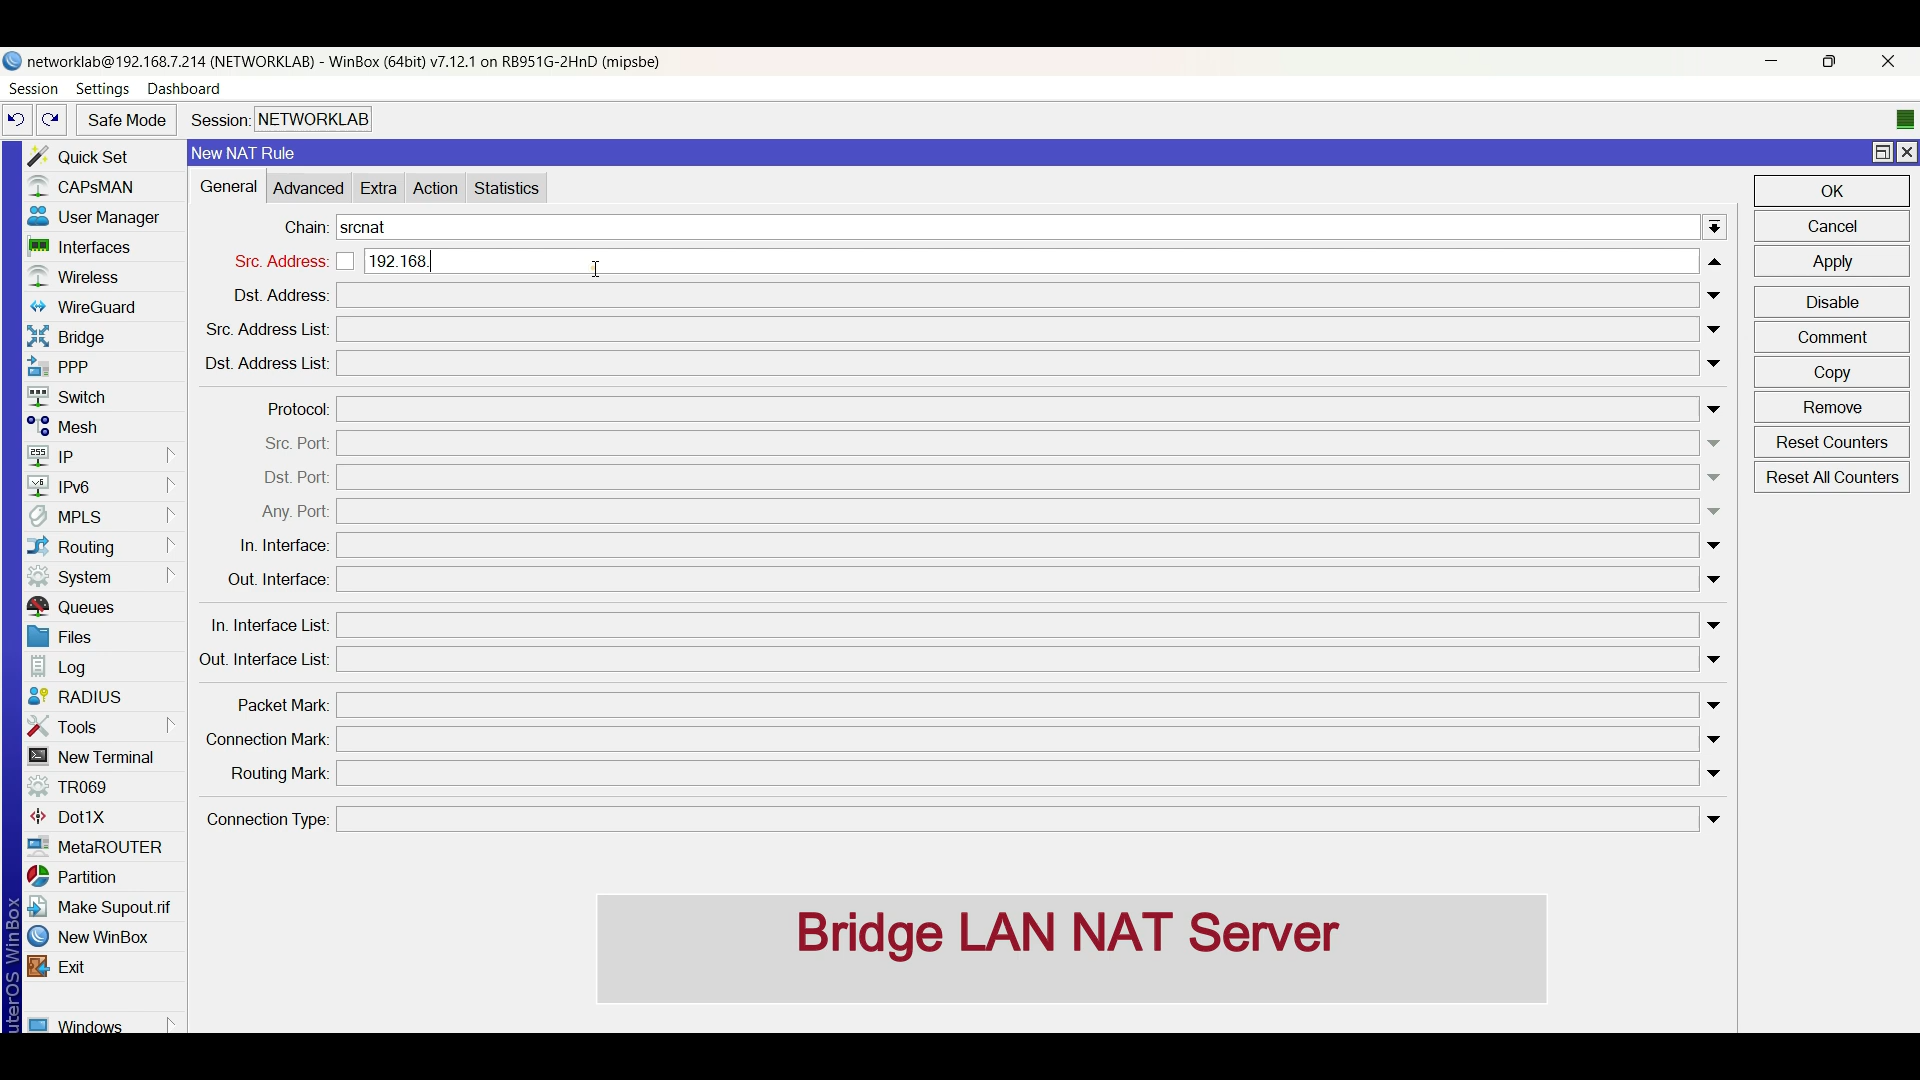 networklab@192.168.7.214 (NETWORKLAB) - WinBox (64bit) v7.12.1 on RB951G-2HnD (mipsbe)
Session Settings Dashboard
Safe Mode Session: NETWORKLAB
Quick Set
CAPsMAN
User Manager
Interfaces
Wireless
WireGuard
Bridge
PPP
Switch
Mesh
IP
IPv6
MPLS
Routing
System
Queues
Files
Log
RADIUS
Tools
New Terminal
TR069
Dot1X
MetaROUTER
Partition
Make Supout.rif
New WinBox
Exit
Windows
uterOS WinBox
New NAT Rule
General Advanced Extra Action Statistics
Chain: srcnat
Src. Address: 192.168.
Dst. Address:
Src. Address List:
Dst. Address List:
Protocol:
Src. Port:
Dst. Port:
Any. Port:
In. Interface:
Out. Interface:
In. Interface List:
Out. Interface List:
Packet Mark:
Connection Mark:
Routing Mark:
Connection Type:
OK
Cancel
Apply
Disable
Comment
Copy
Remove
Reset Counters
Reset All Counters
Bridge LAN NAT Server